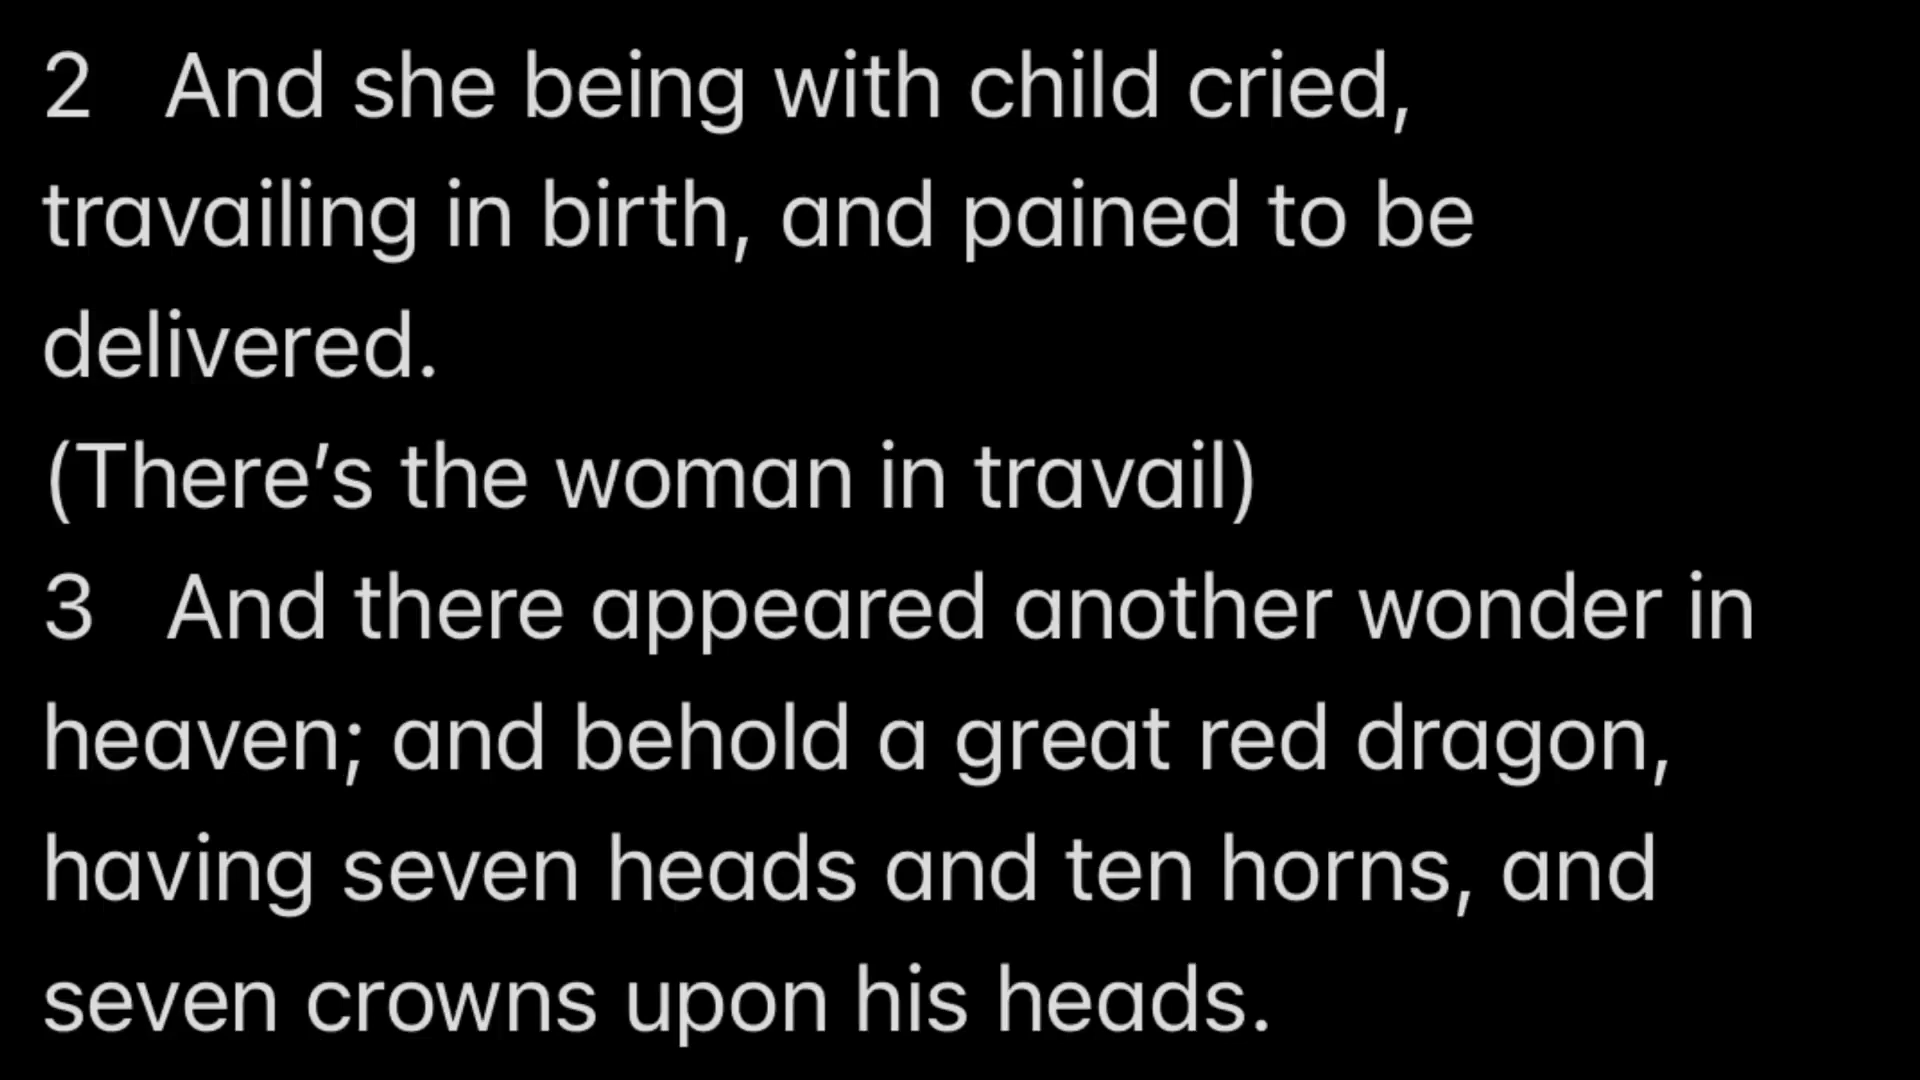 2 And she being with child cried,
travailing in birth, and pained to be
delivered.
(There’s the woman in travail)
3 And there appeared another wonder in
heaven; and behold a great red dragon,
having seven heads and ten horns, and
seven crowns upon his heads.